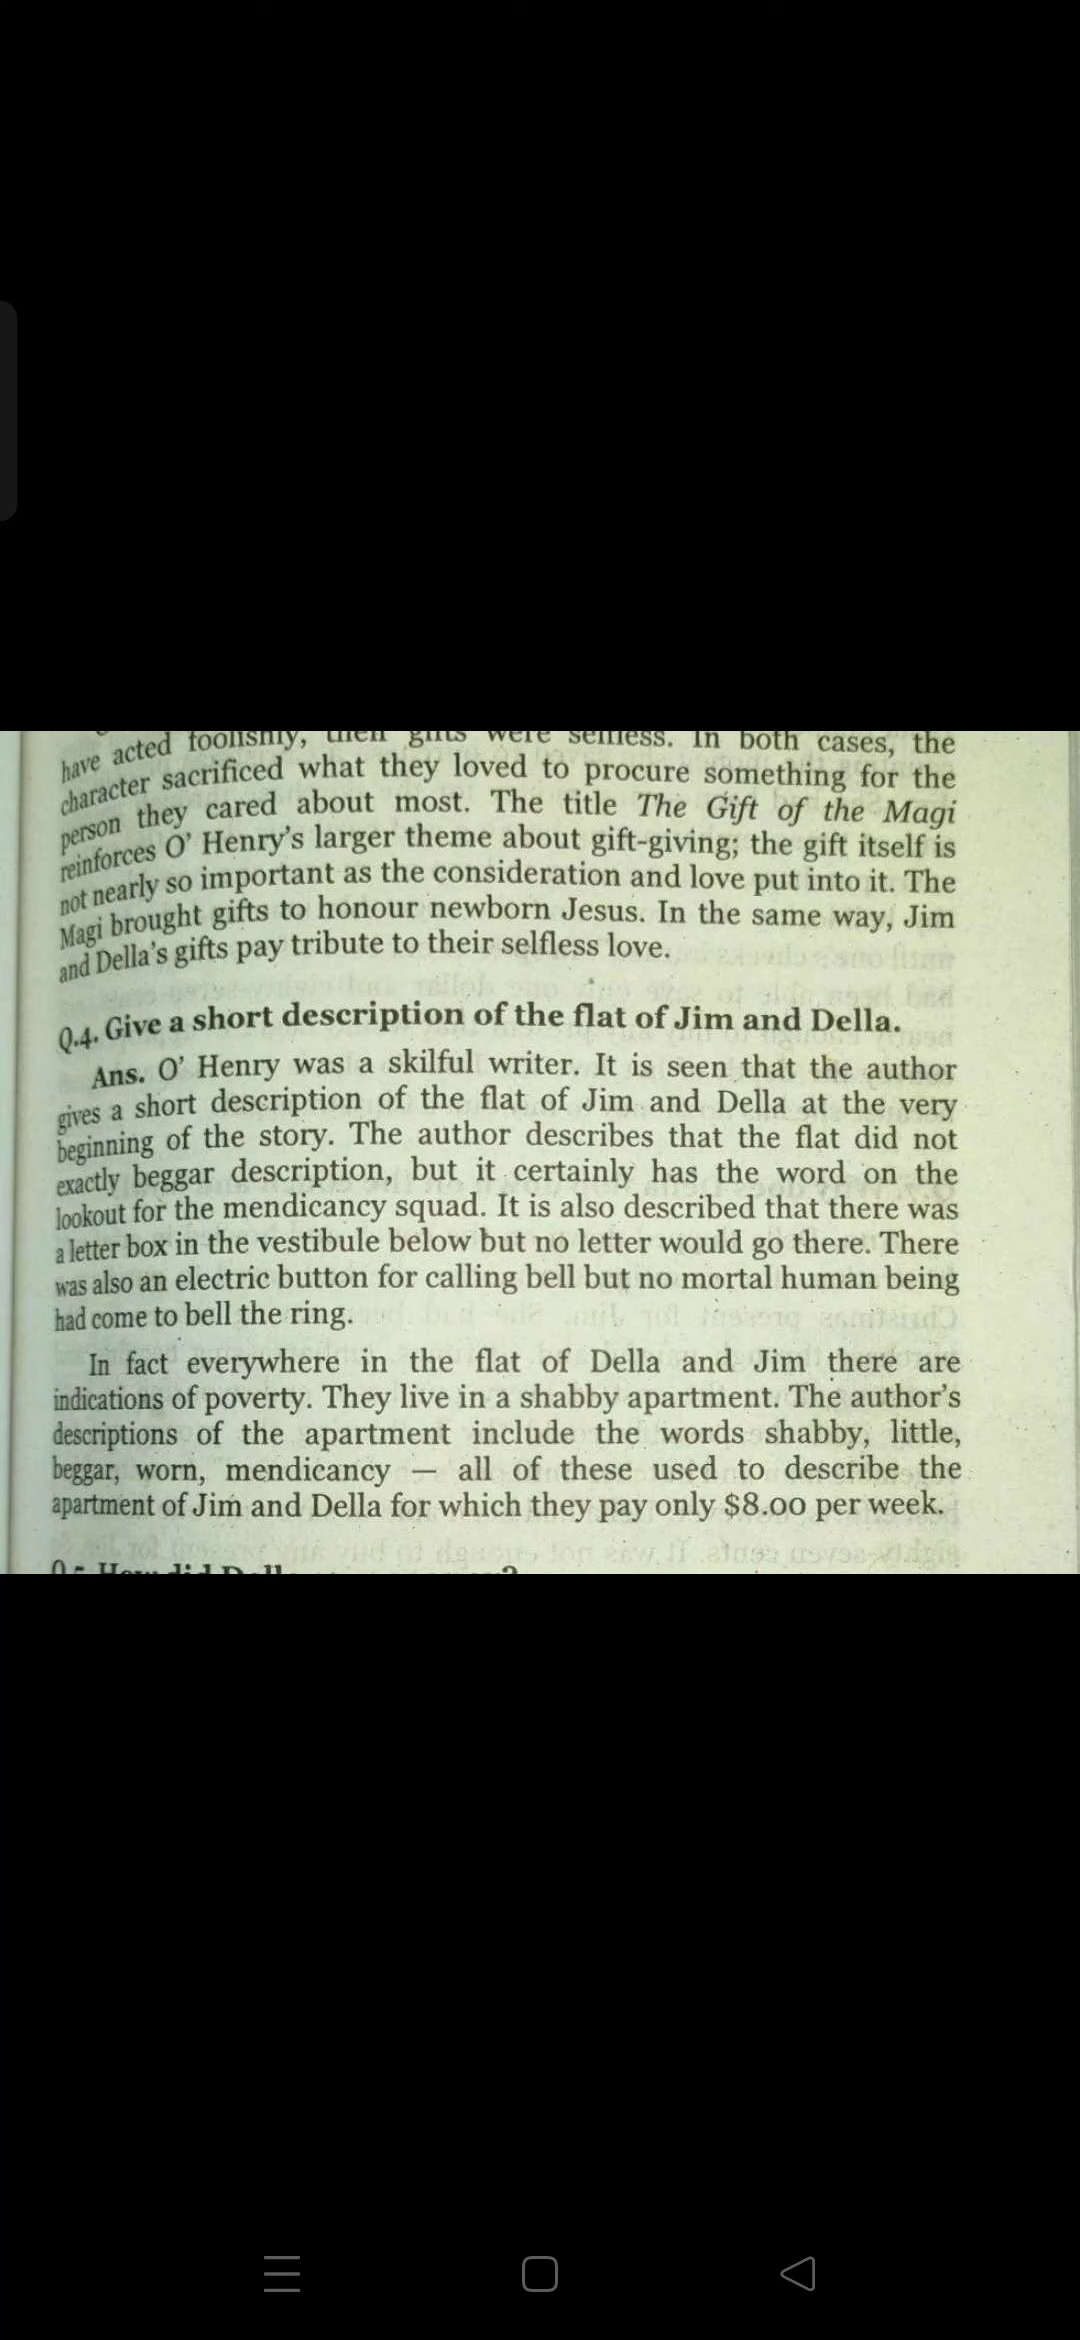 have acted foolishly, their gifts were selfless. In both cases, the
character sacrificed what they loved to procure something for the
person they cared about most. The title The Gift of the Magi
reinforces O' Henry's larger theme about gift-giving; the gift itself is
not nearly so important as the consideration and love put into it. The
Magi brought gifts to honour newborn Jesus. In the same way, Jim
and Della's gifts pay tribute to their selfless love.
Q.4. Give a short description of the flat of Jim and Della.
Ans. O' Henry was a skilful writer. It is seen that the author
gives a short description of the flat of Jim and Della at the very
beginning of the story. The author describes that the flat did not
exactly beggar description, but it certainly has the word on the
lookout for the mendicancy squad. It is also described that there was
a letter box in the vestibule below but no letter would go there. There
was also an electric button for calling bell but no mortal human being
had come to bell the ring.
In fact everywhere in the flat of Della and Jim there are
indications of poverty. They live in a shabby apartment. The author's
descriptions of the apartment include the words shabby, little,
beggar, worn, mendicancy — all of these used to describe the
apartment of Jim and Della for which they pay only $8.00 per week.
How did